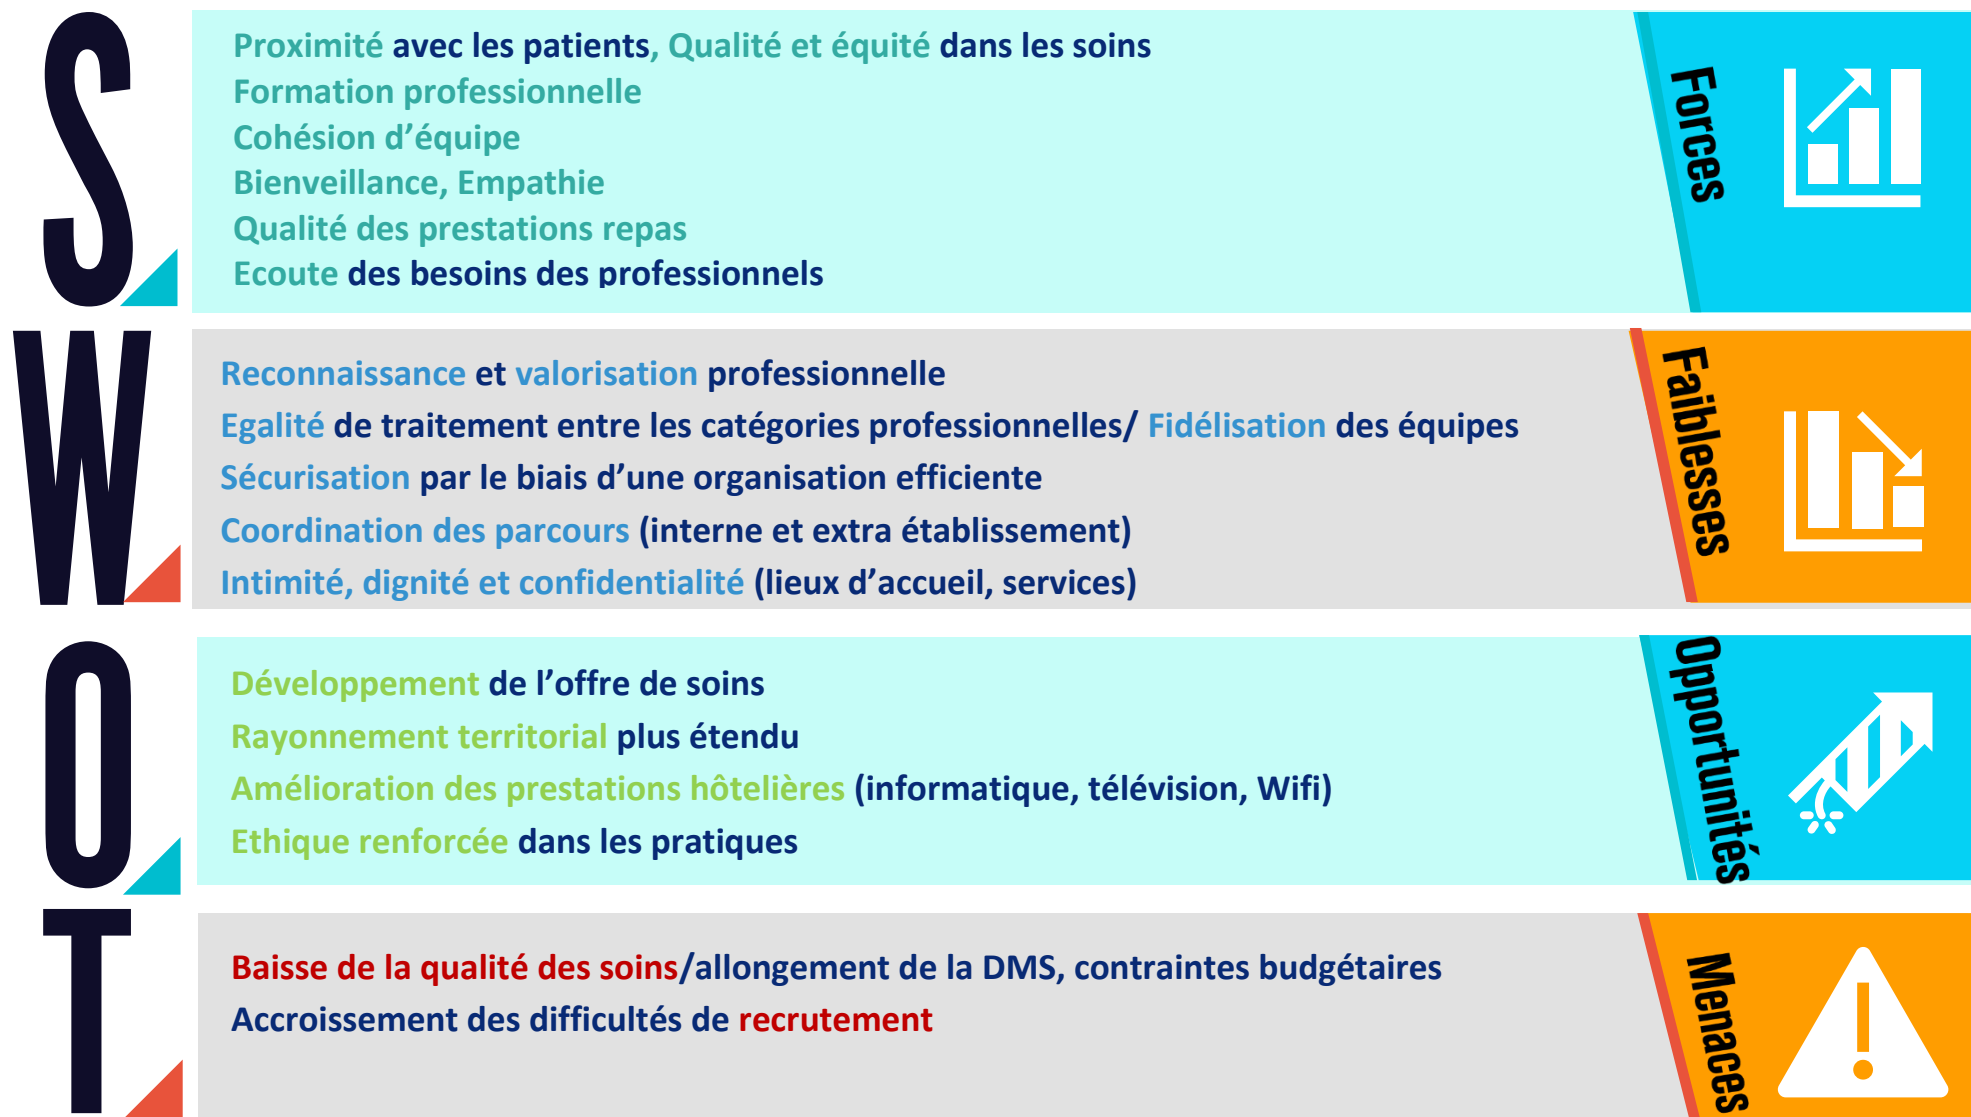 S
Proximité avec les patients, Qualité et équité dans les soins
Formation professionnelle
Cohésion d’équipe
Bienveillance, Empathie
Qualité des prestations repas
Ecoute des besoins des professionnels
Forces
W
Reconnaissance et valorisation professionnelle
Egalité de traitement entre les catégories professionnelles/ Fidélisation des équipes
Sécurisation par le biais d’une organisation efficiente
Coordination des parcours (interne et extra établissement)
Intimité, dignité et confidentialité (lieux d’accueil, services)
Faiblesses
O
Développement de l’offre de soins
Rayonnement territorial plus étendu
Amélioration des prestations hôtelières (informatique, télévision, Wifi)
Ethique renforcée dans les pratiques
Opportunités
T
Baisse de la qualité des soins/allongement de la DMS, contraintes budgétaires
Accroissement des difficultés de recrutement
Menaces